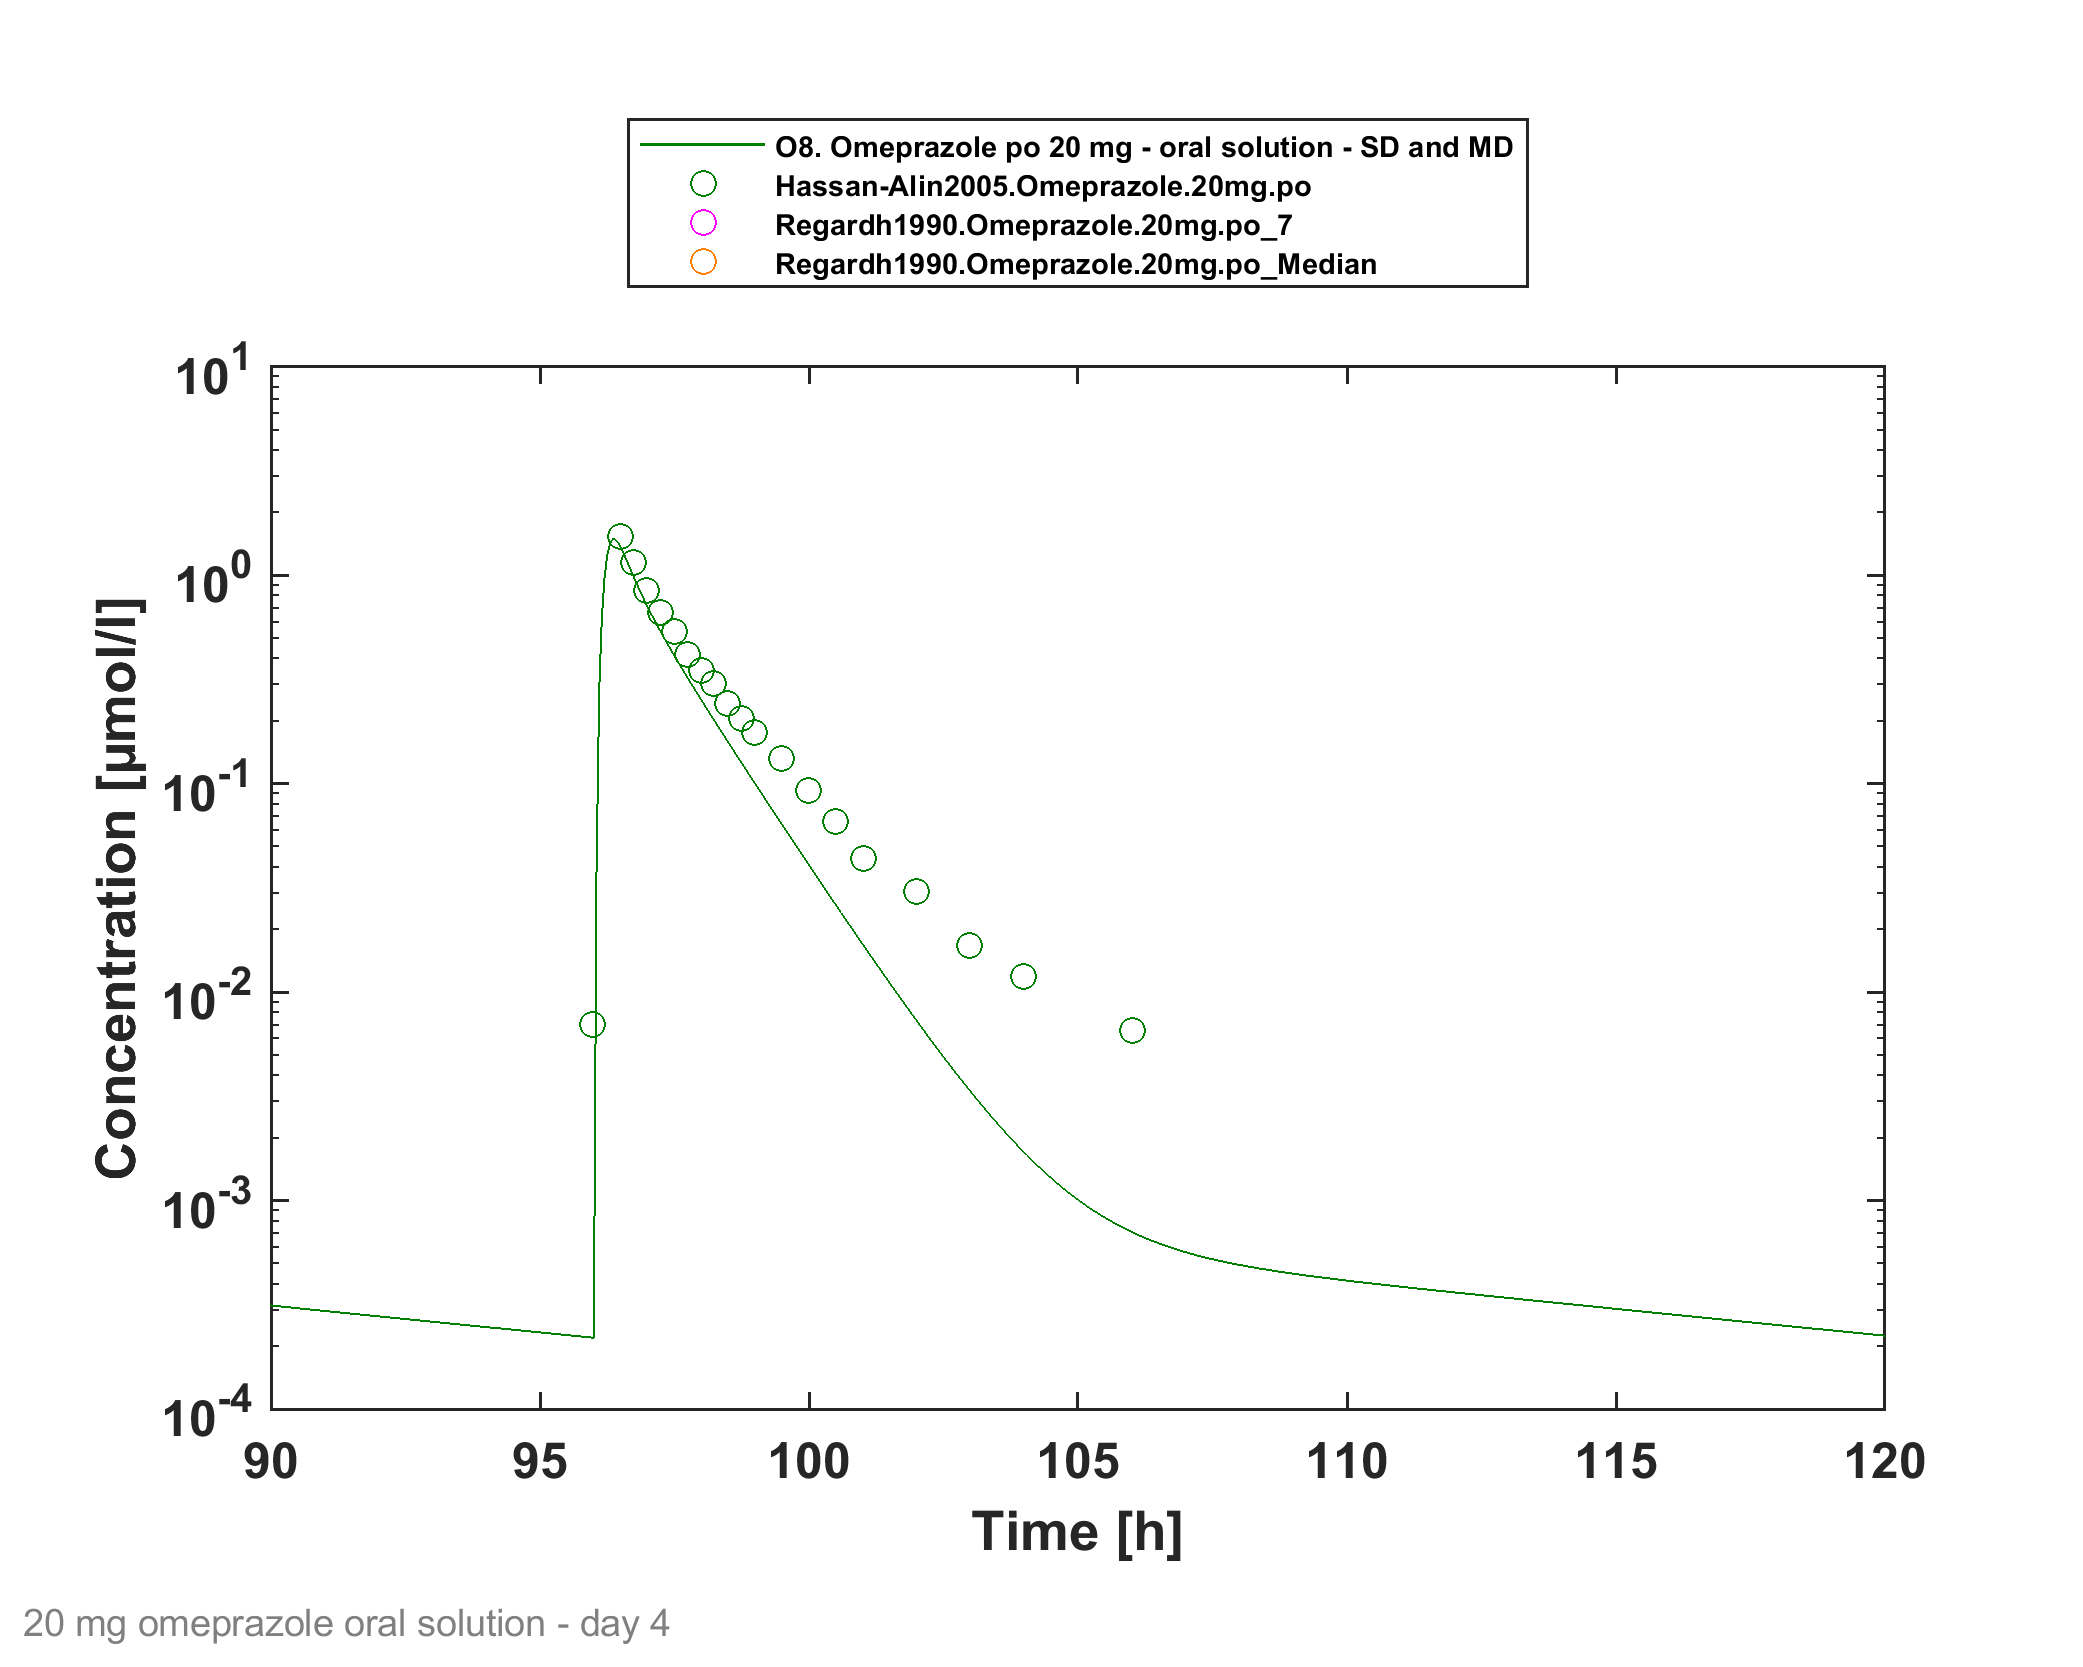 O8. Omeprazole po 20 mg - oral solution - SD and MD
Hassan-Alin2005.Omeprazole.20mg.po
Regardh1990.Omeprazole.20mg.po_7
Regardh1990.Omeprazole.20mg.po_Median
10^1
10^0
10^-1
10^-2
10^-3
10^-4
Concentration [µmol/l]
90 95 100 105 110 115 120
Time [h]
20 mg omeprazole oral solution - day 4